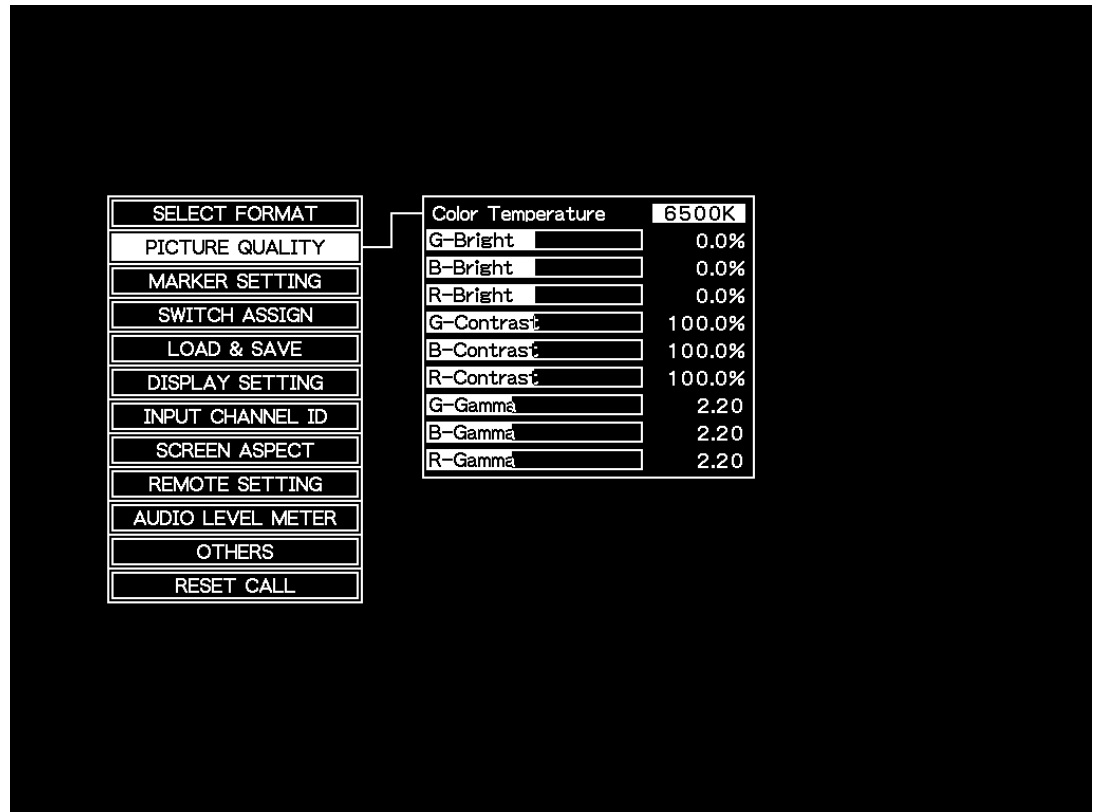 SELECT FORMAT
PICTURE QUALITY
MARKER SETTING
SWITCH ASSIGN
LOAD & SAVE
DISPLAY SETTING
INPUT CHANNEL ID
SCREEN ASPECT
REMOTE SETTING
AUDIO LEVEL METER
OTHERS
RESET CALL
Color Temperature 6500K
G-Bright 0.0%
B-Bright 0.0%
R-Bright 0.0%
G-Contrast 100.0%
B-Contrast 100.0%
R-Contrast 100.0%
G-Gamma 2.20
B-Gamma 2.20
R-Gamma 2.20